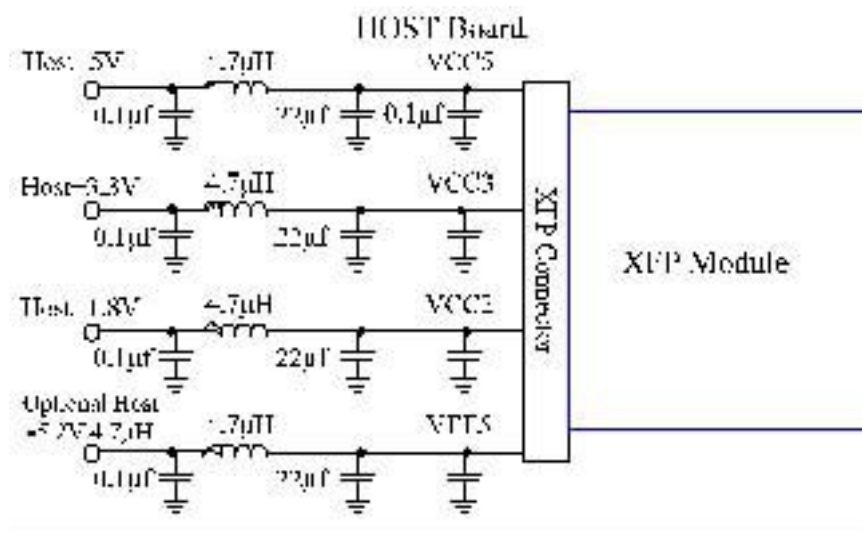 HOST Board
Host 5V 4.7µH VCC5
0.1µf 22µf 0.1µf
Host 3.3V 4.7µH VCC3
0.1µf 22µf
Host 1.8V 4.7µH VCC2
0.1µf 22µf
Optional Host
4.7µH 4.7µH
0.1µf 22µf
XFP Connector
XFP Module